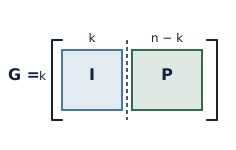 k n − k
G = k I P